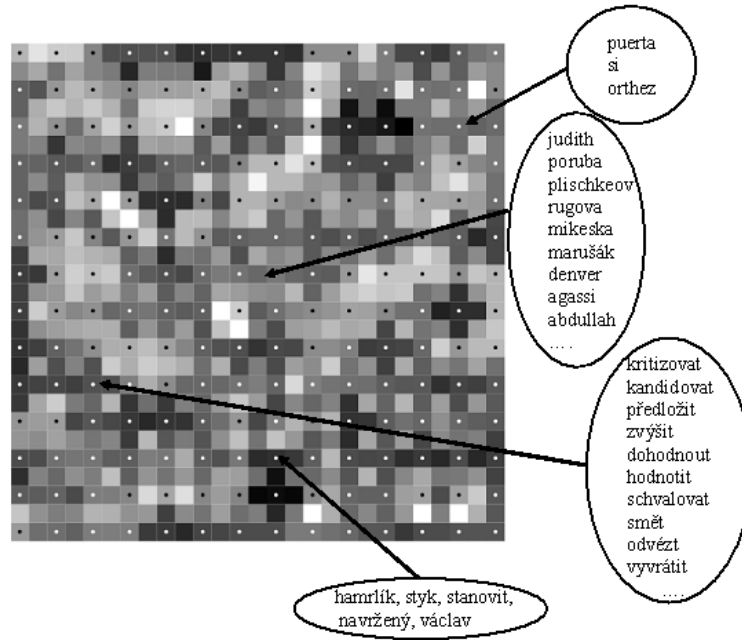 puerta
si
orthez
judith
poruba
plischkeov
rugova
mikeska
marušák
denver
agassi
abdullah
....
kritizovat
kandidovat
předložit
zvýšit
dohodnout
hodnotit
schvalovat
smět
odvézt
vyvrátit
....
hamrlík, styk, stanovit,
navržený, václav